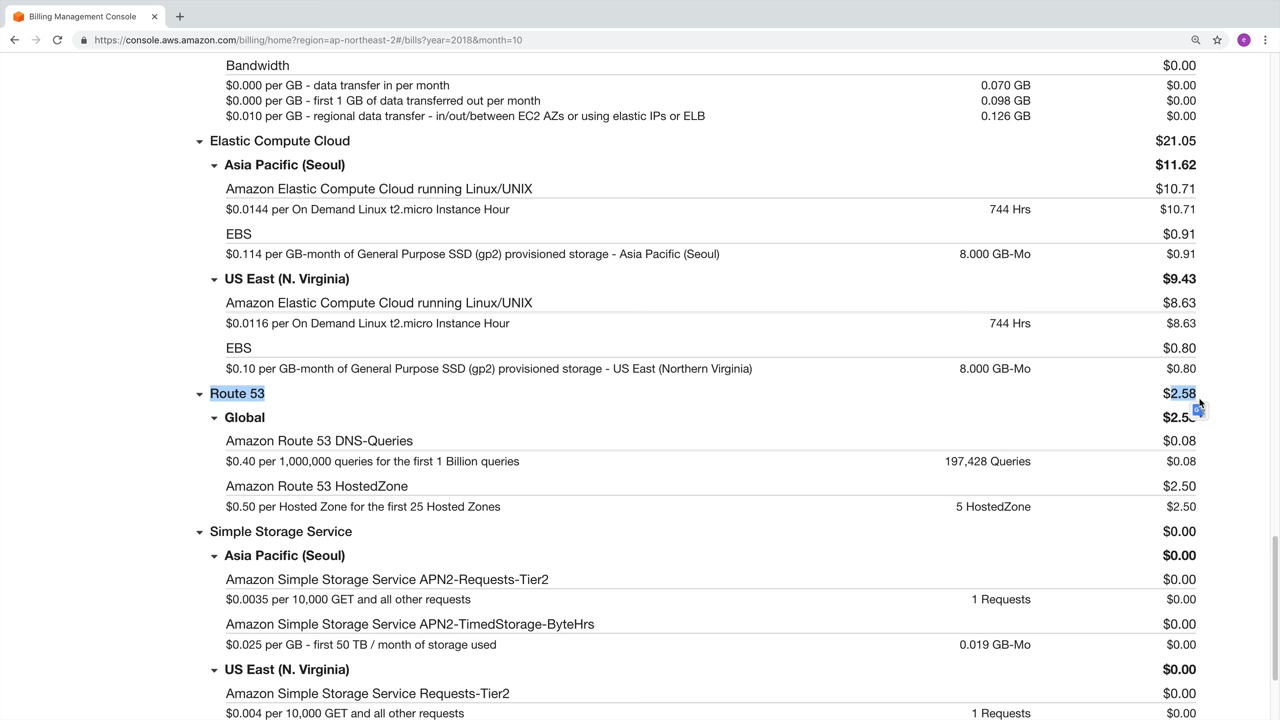 Billing Management Console
https://console.aws.amazon.com/billing/home?region=ap-northeast-2#/bills?year=2018&month=10
e
Bandwidth $0.00
$0.000 per GB - data transfer in per month 0.070 GB $0.00
$0.000 per GB - first 1 GB of data transferred out per month 0.098 GB $0.00
$0.010 per GB - regional data transfer - in/out/between EC2 AZs or using elastic IPs or ELB 0.126 GB $0.00
Elastic Compute Cloud $21.05
Asia Pacific (Seoul) $11.62
Amazon Elastic Compute Cloud running Linux/UNIX $10.71
$0.0144 per On Demand Linux t2.micro Instance Hour 744 Hrs $10.71
EBS $0.91
$0.114 per GB-month of General Purpose SSD (gp2) provisioned storage - Asia Pacific (Seoul) 8.000 GB-Mo $0.91
US East (N. Virginia) $9.43
Amazon Elastic Compute Cloud running Linux/UNIX $8.63
$0.0116 per On Demand Linux t2.micro Instance Hour 744 Hrs $8.63
EBS $0.80
$0.10 per GB-month of General Purpose SSD (gp2) provisioned storage - US East (Northern Virginia) 8.000 GB-Mo $0.80
Route 53 $2.58
Global
Amazon Route 53 DNS-Queries $0.08
$0.40 per 1,000,000 queries for the first 1 Billion queries 197,428 Queries $0.08
Amazon Route 53 HostedZone $2.50
$0.50 per Hosted Zone for the first 25 Hosted Zones 5 HostedZone $2.50
Simple Storage Service $0.00
Asia Pacific (Seoul) $0.00
Amazon Simple Storage Service APN2-Requests-Tier2 $0.00
$0.0035 per 10,000 GET and all other requests 1 Requests $0.00
Amazon Simple Storage Service APN2-TimedStorage-ByteHrs $0.00
$0.025 per GB - first 50 TB / month of storage used 0.019 GB-Mo $0.00
US East (N. Virginia) $0.00
Amazon Simple Storage Service Requests-Tier2 $0.00
$0.004 per 10,000 GET and all other requests 1 Requests $0.00